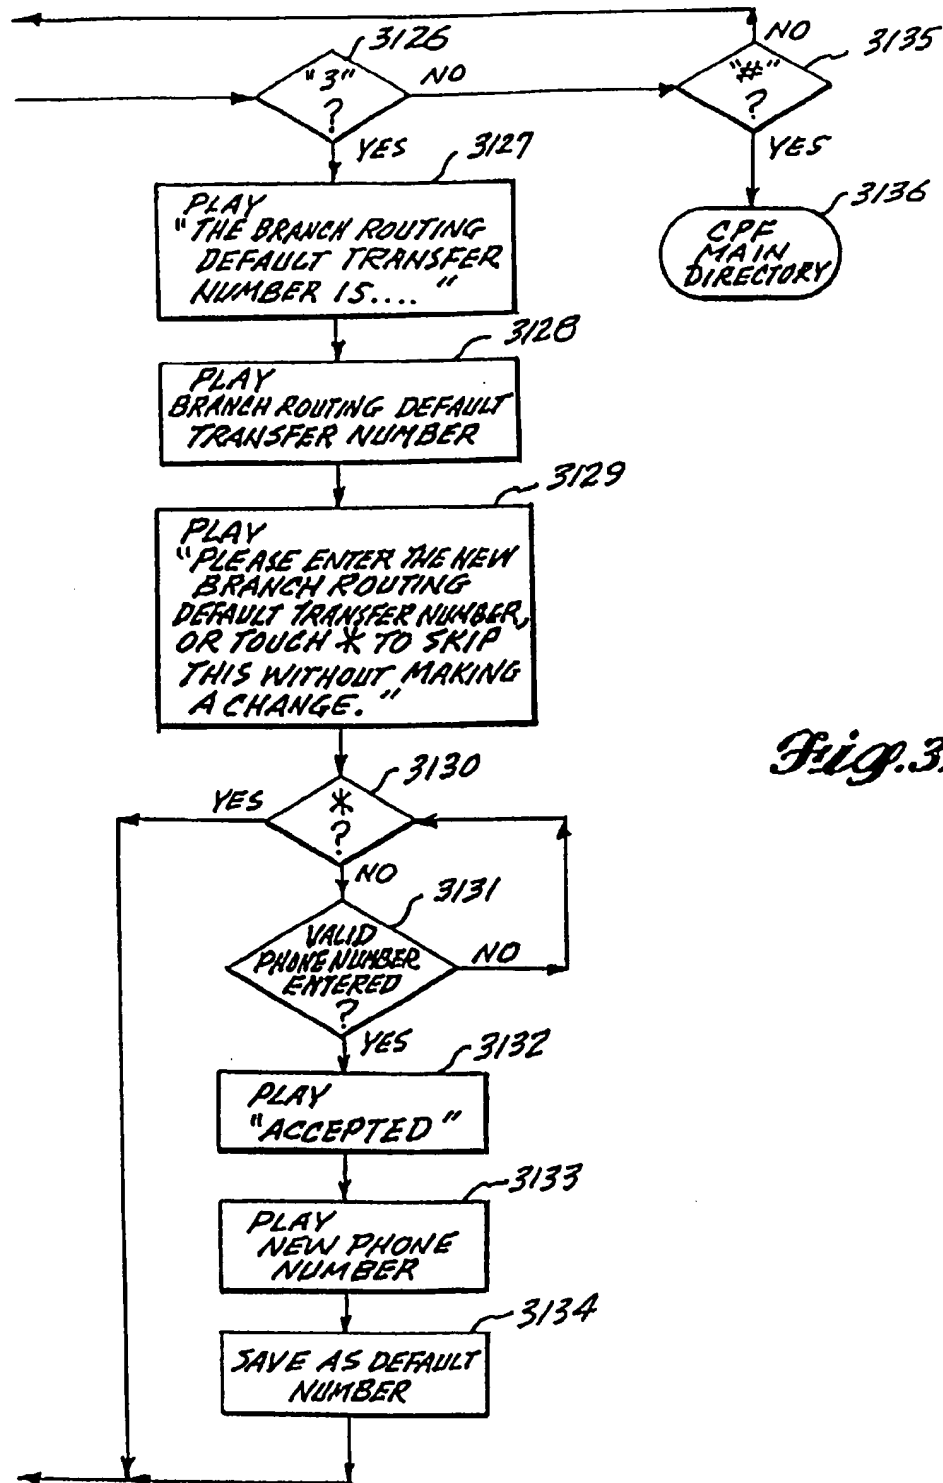 3126
"3"
?
NO
YES
NO
3135
"#"
?
YES
3136
CPF
MAIN
DIRECTORY
3127
PLAY
"THE BRANCH ROUTING
DEFAULT TRANSFER
NUMBER IS.... "
3128
PLAY
BRANCH ROUTING DEFAULT
TRANSFER NUMBER
3129
PLAY
"PLEASE ENTER THE NEW
BRANCH ROUTING
DEFAULT TRANSFER NUMBER,
OR TOUCH * TO SKIP
THIS WITHOUT MAKING
A CHANGE."
3130
YES
*
?
NO
3131
VALID
PHONE NUMBER
ENTERED
?
NO
YES
3132
PLAY
"ACCEPTED"
3133
PLAY
NEW PHONE
NUMBER
3134
SAVE AS DEFAULT
NUMBER